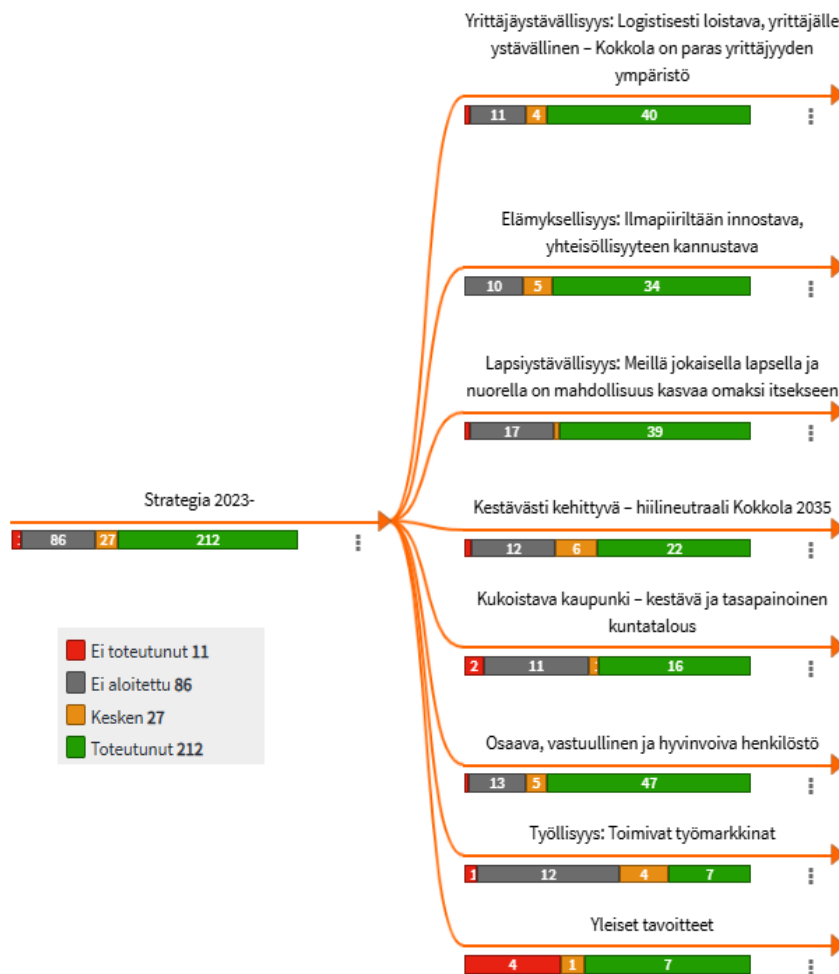 Yrittäjäystävällisyys: Logistisesti loistava, yrittäjälle
ystävällinen – Kokkola on paras yrittäjyyden
ympäristö
11 4 40
Elämyksellisyys: Ilmapiiriltään innostava,
yhteisöllisyyteen kannustava
10 5 34
Lapsiystävällisyys: Meillä jokaisella lapsella ja
nuorella on mahdollisuus kasvaa omaksi itsekseen
17 39
Strategia 2023-
86 27 212
Kestävästi kehittyvä – hiilineutraali Kokkola 2035
12 6 22
Ei toteutunut 11
Ei aloitettu 86
Kesken 27
Toteutunut 212
Kukoistava kaupunki – kestävä ja tasapainoinen
kuntatalous
2 11 16
Osaava, vastuullinen ja hyvinvoiva henkilöstö
13 5 47
Työllisyys: Toimivat työmarkkinat
1 12 4 7
Yleiset tavoitteet
4 1 7